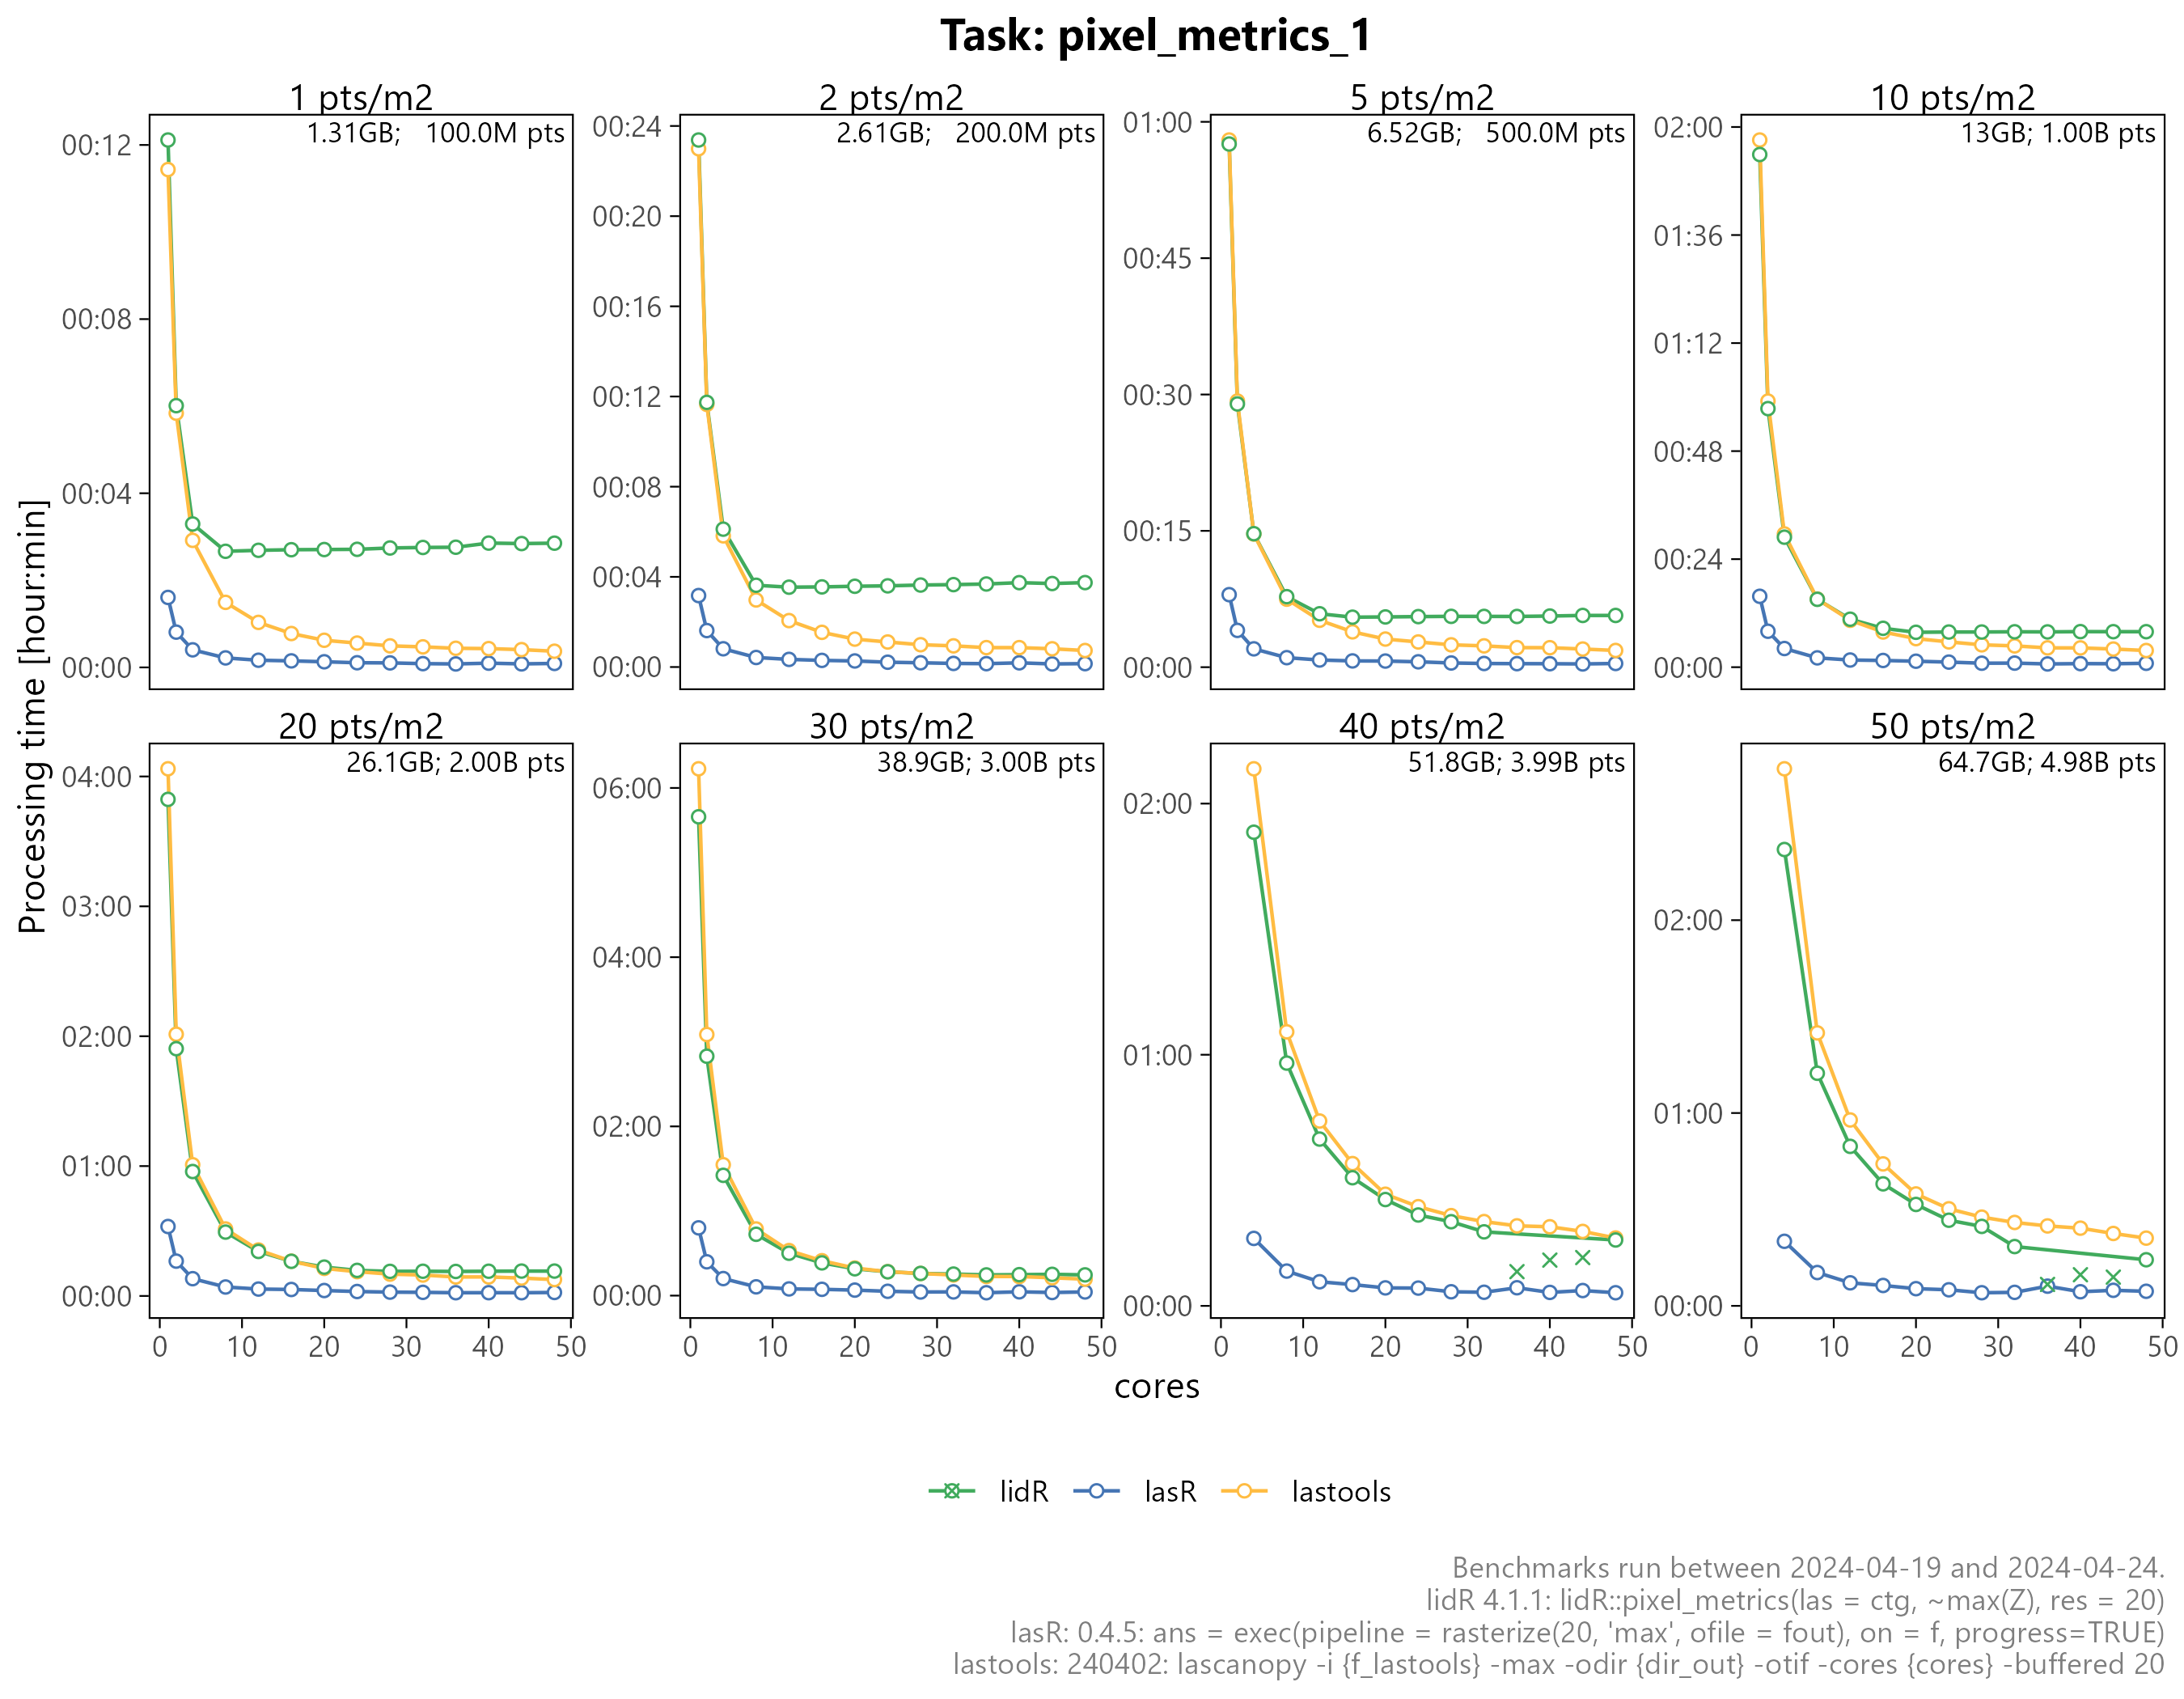 Task: pixel_metrics_1
1 pts/m2
2 pts/m2
5 pts/m2
10 pts/m2
1.31GB;   100.0M pts
2.61GB;   200.0M pts
6.52GB;   500.0M pts
13GB; 1.00B pts
00:12
00:08
00:04
00:00
00:24
00:20
00:16
00:12
00:08
00:04
00:00
01:00
00:45
00:30
00:15
00:00
02:00
01:36
01:12
00:48
00:24
00:00
Processing time [hour:min]
20 pts/m2
30 pts/m2
40 pts/m2
50 pts/m2
26.1GB; 2.00B pts
38.9GB; 3.00B pts
51.8GB; 3.99B pts
64.7GB; 4.98B pts
04:00
03:00
02:00
01:00
00:00
06:00
04:00
02:00
00:00
02:00
01:00
00:00
02:00
01:00
00:00
0 10 20 30 40 50
0 10 20 30 40 50
0 10 20 30 40 50
0 10 20 30 40 50
cores
lidR lasR lastools
Benchmarks run between 2024-04-19 and 2024-04-24.
lidR 4.1.1: lidR::pixel_metrics(las = ctg, ~max(Z), res = 20)
lasR: 0.4.5: ans = exec(pipeline = rasterize(20, 'max', ofile = fout), on = f, progress=TRUE)
lastools: 240402: lascanopy -i {f_lastools} -max -odir {dir_out} -otif -cores {cores} -buffered 20